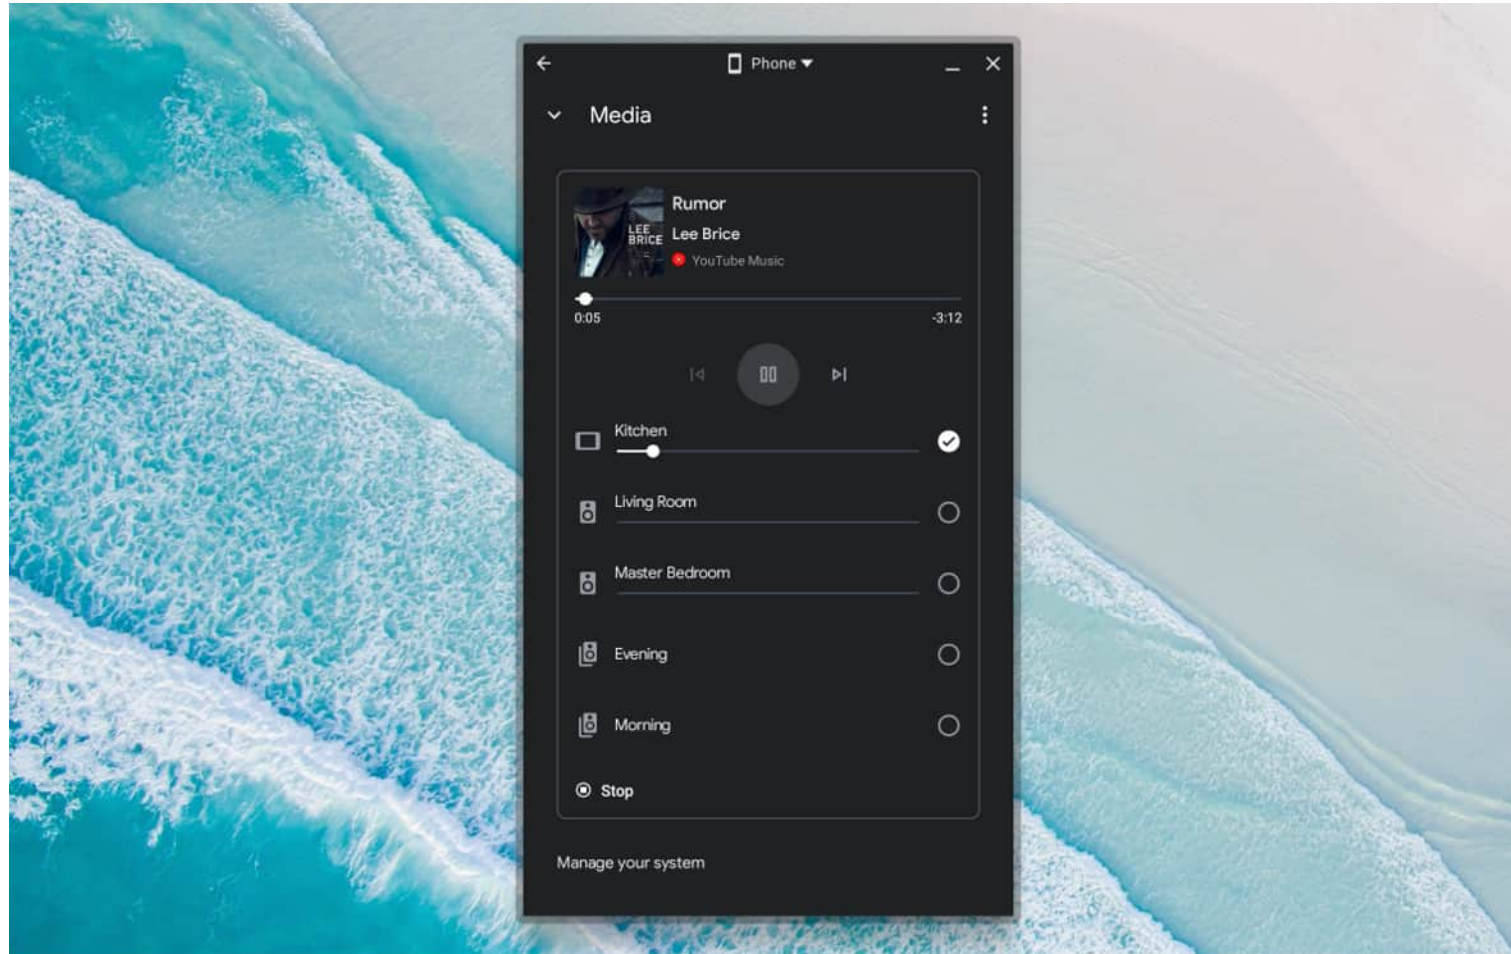 Phone
Media
Rumor
LEE
BRICE
Lee Brice
YouTube Music
0:05
-3:12
Kitchen
Living Room
Master Bedroom
Evening
Morning
Stop
Manage your system